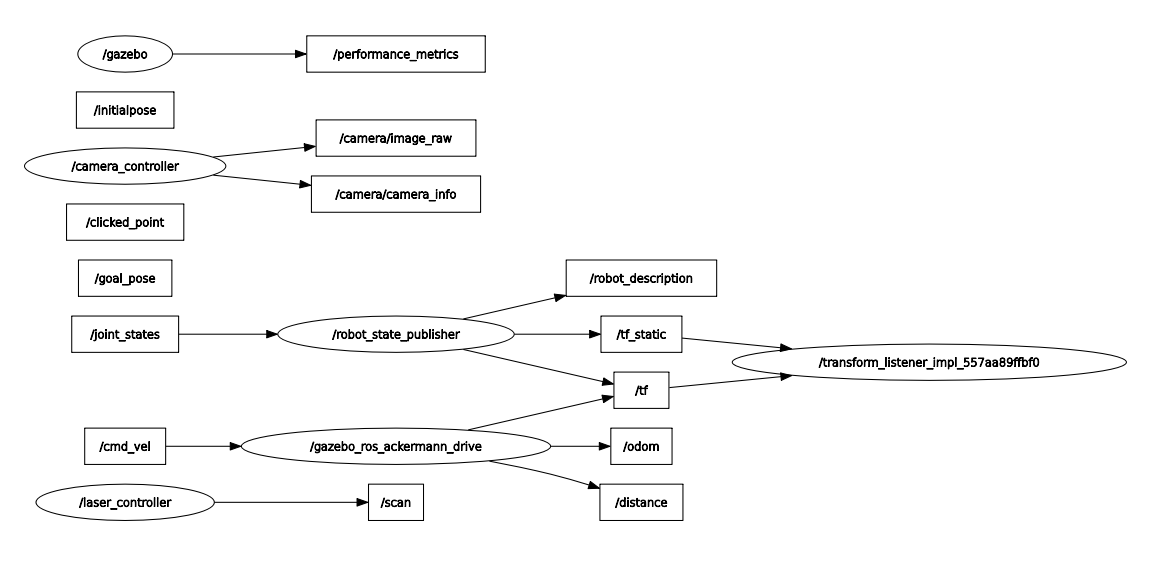 /gazebo
/performance_metrics
/initialpose
/camera/image_raw
/camera_controller
/camera/camera_info
/clicked_point
/goal_pose
/robot_description
/joint_states
/robot_state_publisher
/tf_static
/transform_listener_impl_557aa89ffbf0
/tf
/cmd_vel
/gazebo_ros_ackermann_drive
/odom
/laser_controller
/scan
/distance